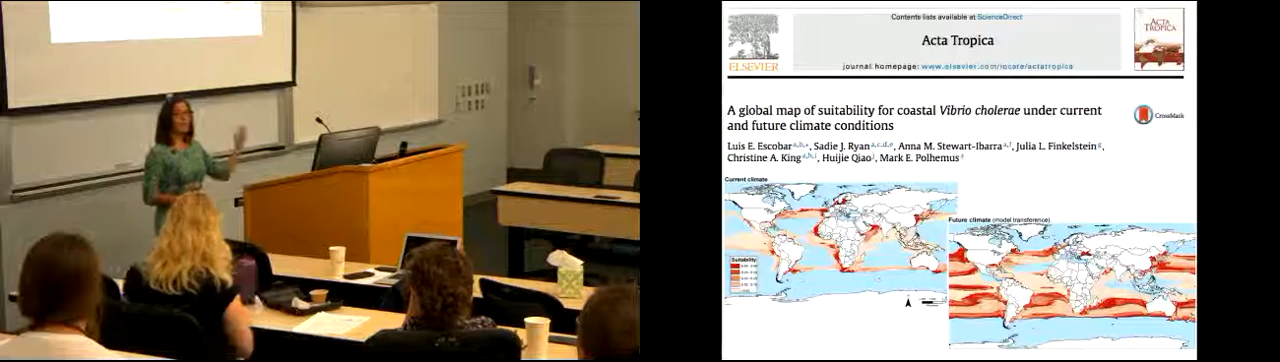 Contents lists available at ScienceDirect
Acta Tropica
journal homepage: www.elsevier.com/locate/actatropica
ELSEVIER
ACTA
TROPICA
A global map of suitability for coastal Vibrio cholerae under current
and future climate conditions
CrossMark
Luis E. Escobar, Sadie J. Ryan, Anna M. Stewart-Ibarra, Julia L. Finkelstein,
Christine A. King, Huijie Qiao, Mark E. Polhemus
Current climate
Future climate (model transference)
Suitability